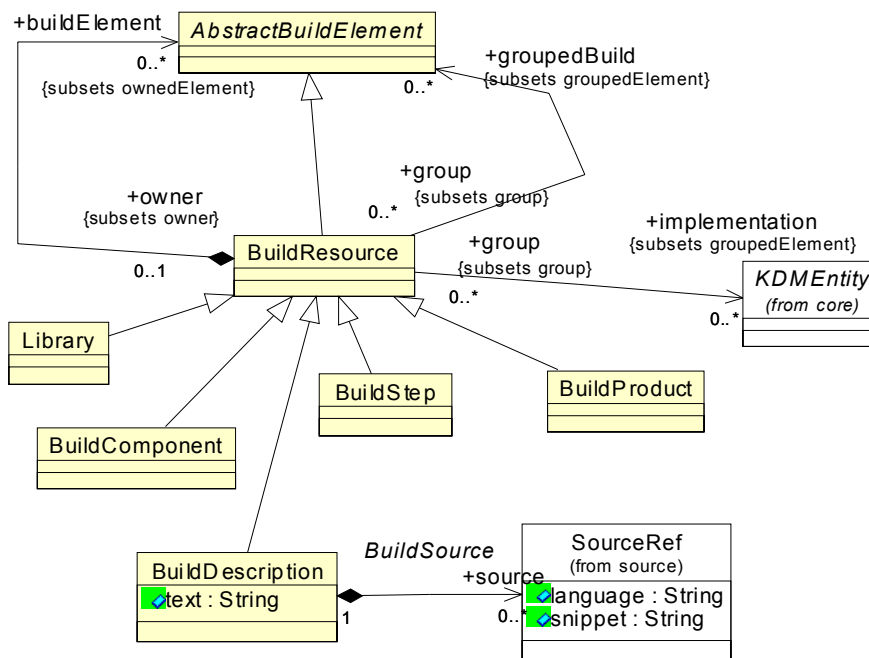 +buildElement
AbstractBuildElement
0..*
{subsets ownedElement}
+groupedBuild
{subsets groupedElement}
0..*
+owner
{subsets owner}
0..1
+group
{subsets group}
0..*
BuildResource
+group
{subsets group}
0..*
+implementation
{subsets groupedElement}
KDMEntity
(from core)
0..*
Library
BuildComponent
BuildStep
BuildProduct
BuildDescription
text : String
BuildSource
1
+source
0..*
SourceRef
(from source)
language : String
snippet : String